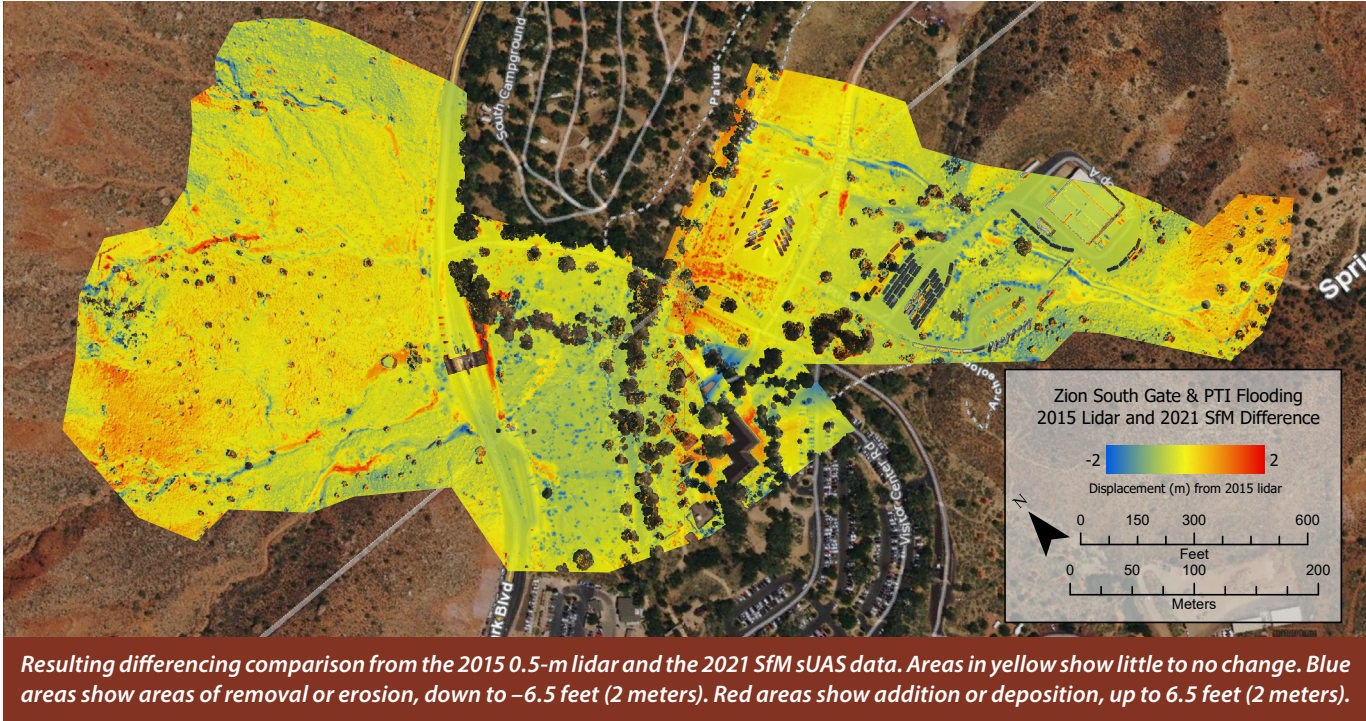 South Campground
Pa'rus
Ap
Spri
Archeolog
Visitor Center Rd
rk Blvd
Zion South Gate & PTI Flooding
2015 Lidar and 2021 SfM Difference
-2
2
Displacement (m) from 2015 lidar
N
0 150 300 600
Feet
0 50 100 200
Meters
Resulting differencing comparison from the 2015 0.5-m lidar and the 2021 SfM sUAS data. Areas in yellow show little to no change. Blue
areas show areas of removal or erosion, down to –6.5 feet (2 meters). Red areas show addition or deposition, up to 6.5 feet (2 meters).